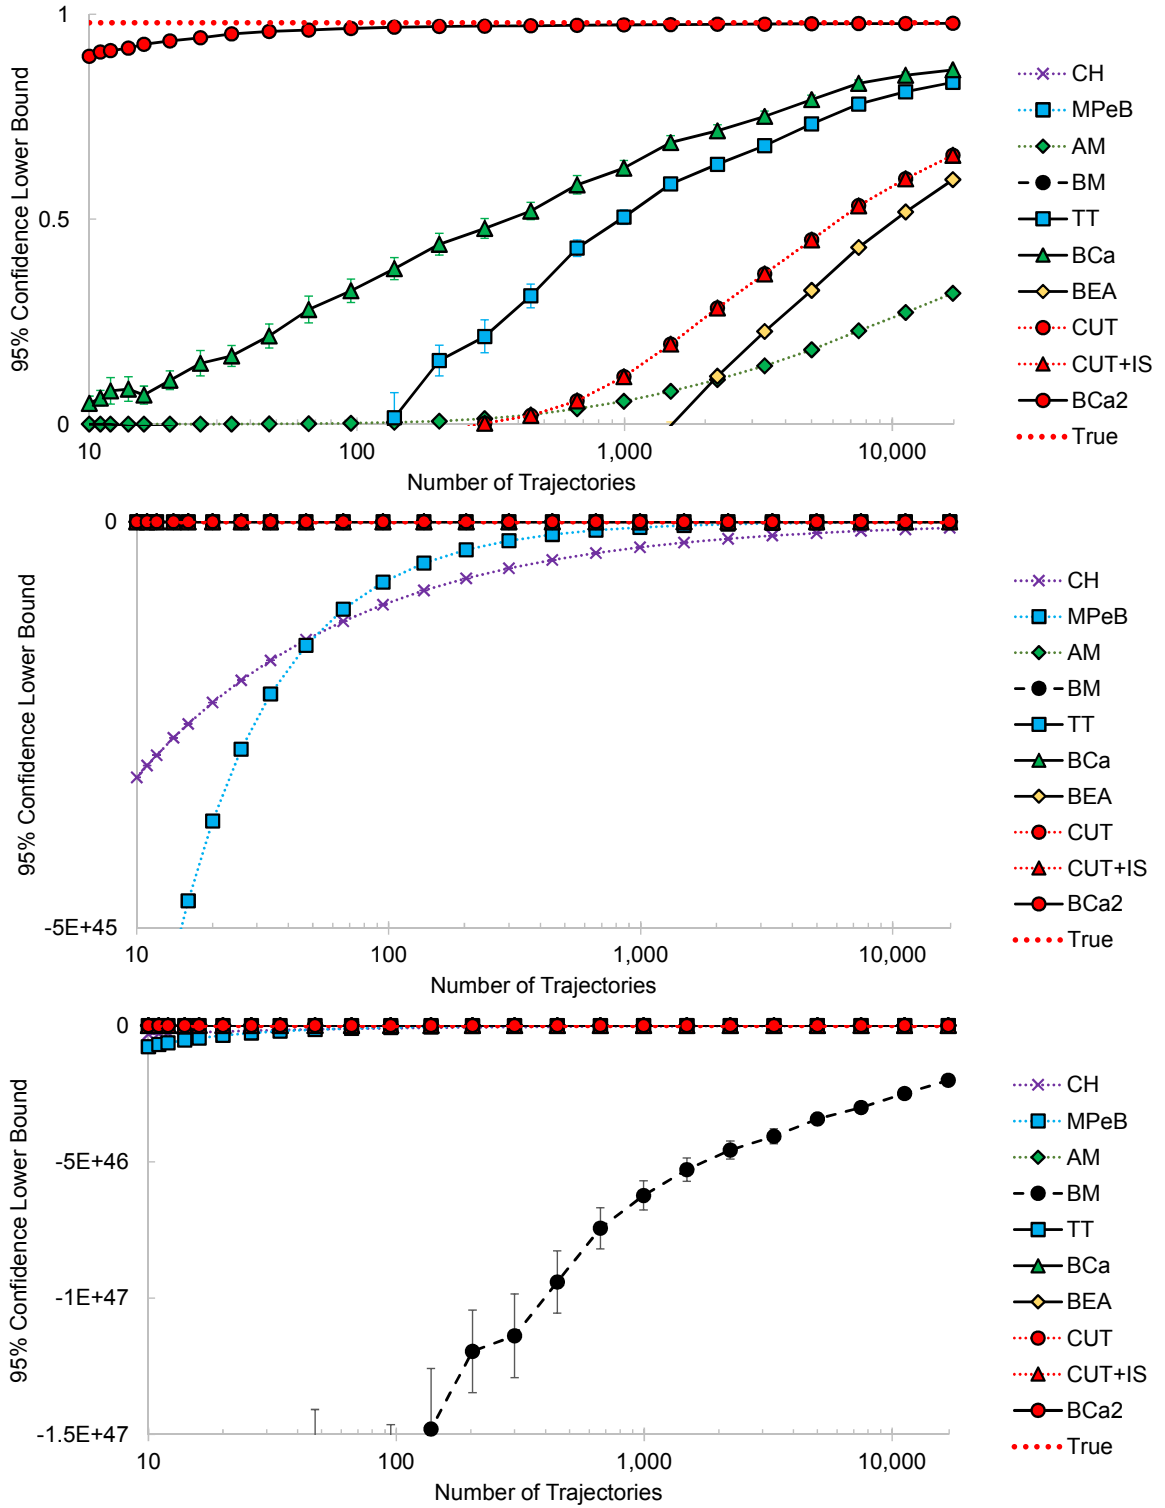 1
0.5
0
95% Confidence Lower Bound
10
100
1,000
10,000
Number of Trajectories
CH
MPeB
AM
BM
TT
BCa
BEA
CUT
CUT+IS
BCa2
True
0
-5E+45
95% Confidence Lower Bound
10
100
1,000
10,000
Number of Trajectories
CH
MPeB
AM
BM
TT
BCa
BEA
CUT
CUT+IS
BCa2
True
0
-5E+46
-1E+47
-1.5E+47
95% Confidence Lower Bound
10
100
1,000
10,000
Number of Trajectories
CH
MPeB
AM
BM
TT
BCa
BEA
CUT
CUT+IS
BCa2
True